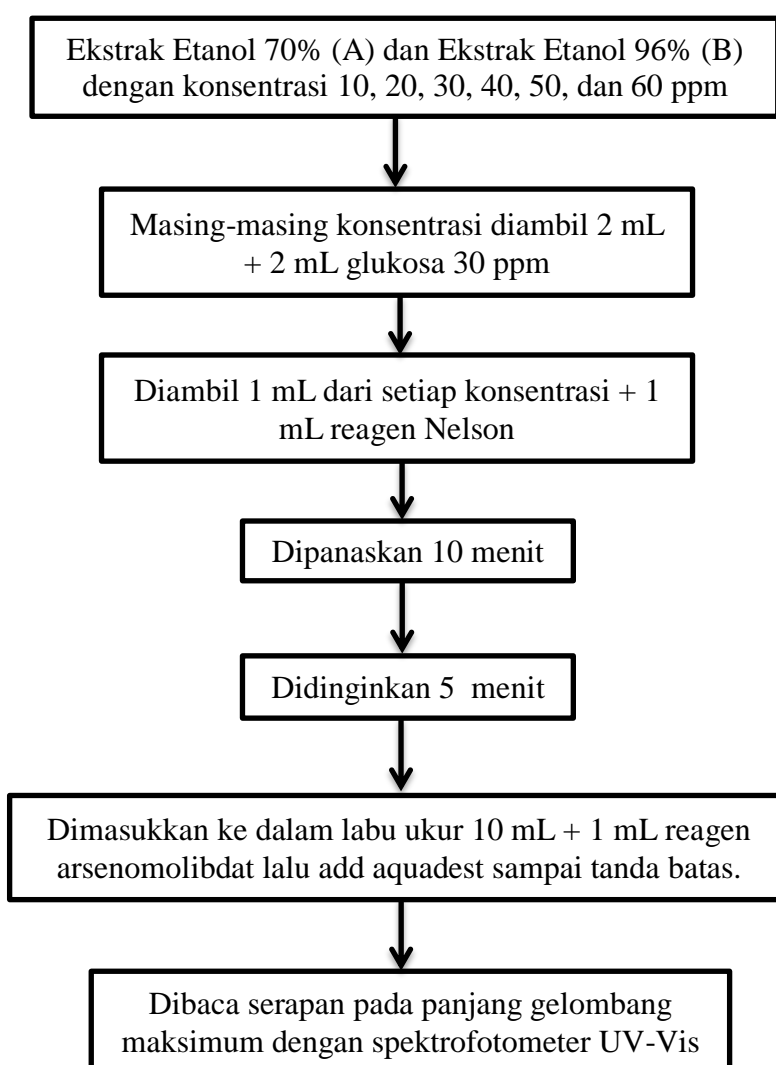 Ekstrak Etanol 70% (A) dan Ekstrak Etanol 96% (B)
dengan konsentrasi 10, 20, 30, 40, 50, dan 60 ppm
Masing-masing konsentrasi diambil 2 mL
+ 2 mL glukosa 30 ppm
Diambil 1 mL dari setiap konsentrasi + 1
mL reagen Nelson
Dipanaskan 10 menit
Didinginkan 5 menit
Dimasukkan ke dalam labu ukur 10 mL + 1 mL reagen
arsenomolibdat lalu add aquadest sampai tanda batas.
Dibaca serapan pada panjang gelombang
maksimum dengan spektrofotometer UV-Vis